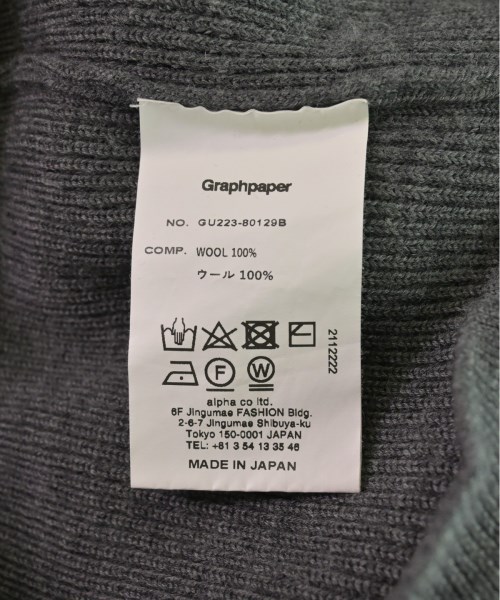 Graphpaper
NO. GU223-80129B
COMP. WOOL 100%
ウール 100%
2112222
F
W
alpha co ltd.
6F Jingumae FASHION Bldg.
2-6-7 Jingumae Shibuya-ku
Tokyo 150-0001 JAPAN
TEL: +81 3 54 13 35 46
MADE IN JAPAN